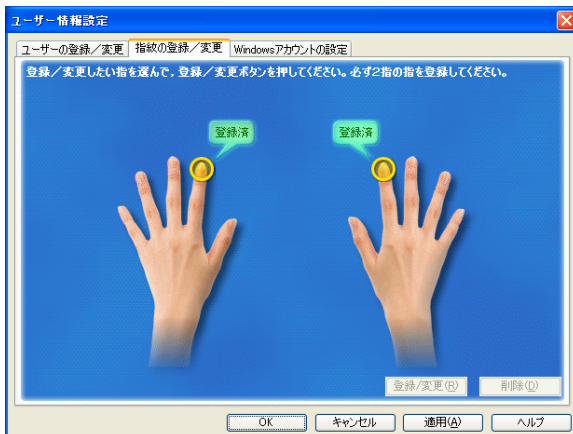 ユーザー情報設定
ユーザーの登録／変更 指紋の登録／変更 Windowsアカウントの設定
登録／変更したい指を選んで，登録／変更ボタンを押してください。必ず2指の指を登録してください。
登録済 登録済
登録/変更(R) 削除(D)
OK キャンセル 適用(A) ヘルプ